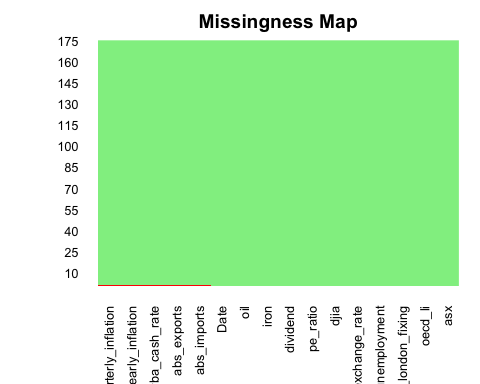 Missingness Map
175
160
145
130
115
100
85
70
55
40
25
10
rterly_inflation
early_inflation
ba_cash_rate
abs_exports
abs_imports
Date
oil
iron
dividend
pe_ratio
djia
xchange_rate
nemployment
_london_fixing
oecd_li
asx